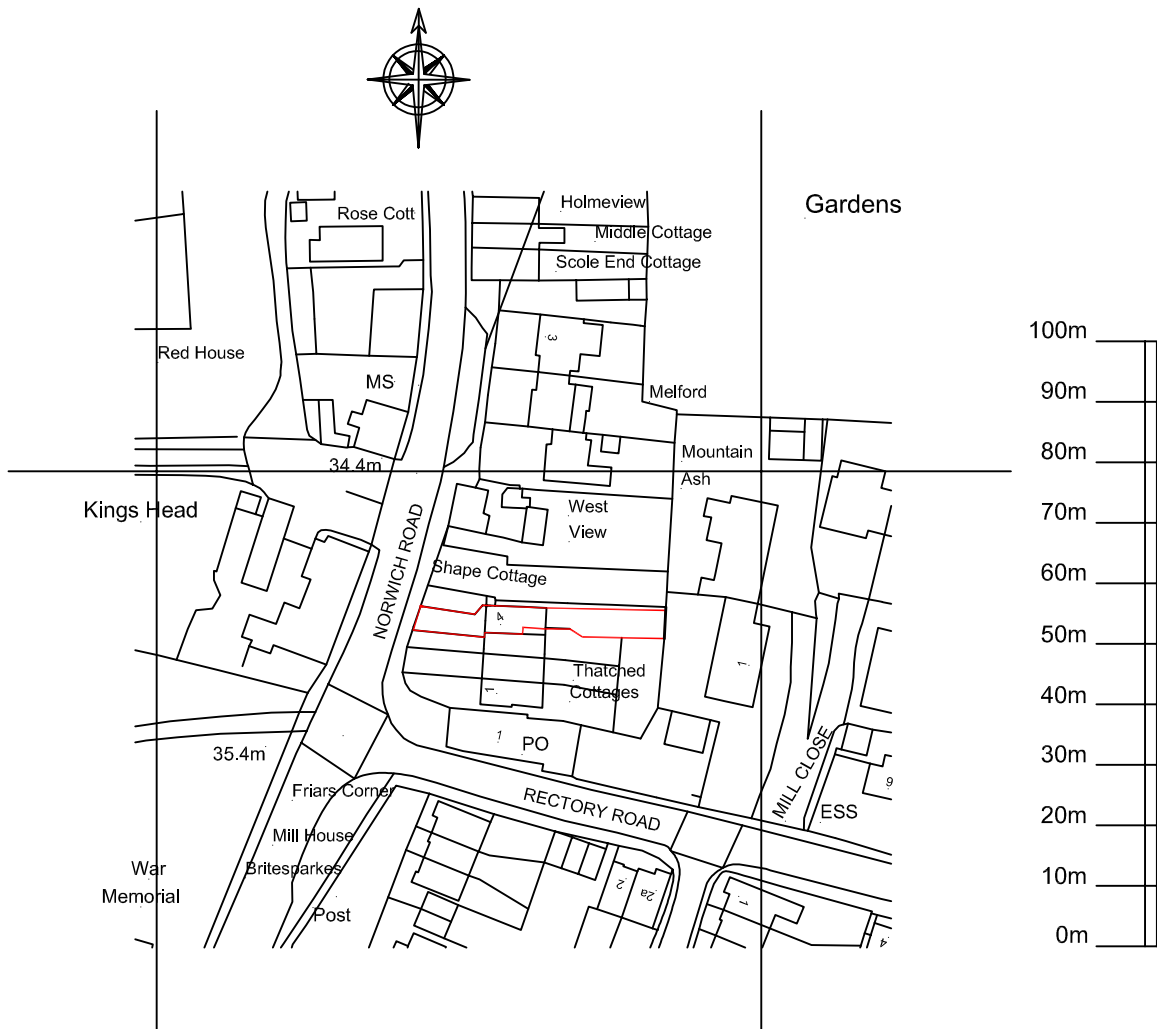 Holmeview
Gardens
Rose Cott
Middle Cottage
Scole End Cottage
100m
3
Red House
MS
90m
Melford
80m
Mountain
34.4m
Ash
Kings Head
West
70m
View
NORWICH ROAD
Shape Cottage
60m
4
50m
1
Thatched
Cottages
1
40m
1
PO
35.4m
30m
MILL CLOSE
Friars Corner
9
RECTORY ROAD
ESS
20m
Mill House
War
Britesparkes
Memorial
10m
2
2a
1
Post
4
0m